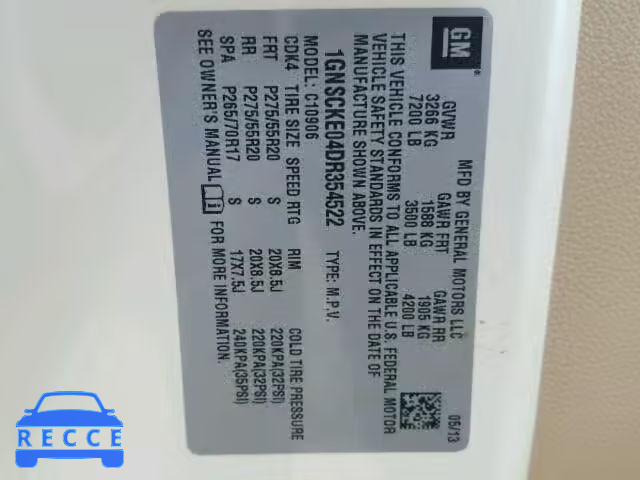 GM
MFD BY GENERAL MOTORS LLC 05/13
GVWR GAWR FRT GAWR RR
3266 KG 1588 KG 1905 KG
7200 LB 3500 LB 4200 LB
THIS VEHICLE CONFORMS TO ALL APPLICABLE U.S. FEDERAL MOTOR
VEHICLE SAFETY STANDARDS IN EFFECT ON THE DATE OF
MANUFACTURE SHOWN ABOVE.
1GNSCKE04DR354522 TYPE: M.P.V.
MODEL: C10906
CDK4 TIRE SIZE SPEED RTG RIM COLD TIRE PRESSURE
FRT P275/55R20 S 20X8.5J 220KPA(32PSI)
RR P275/55R20 S 20X8.5J 220KPA(32PSI)
SPA P265/70R17 S 17X7.5J 240KPA(35PSI)
SEE OWNER'S MANUAL FOR MORE INFORMATION.
RECCE